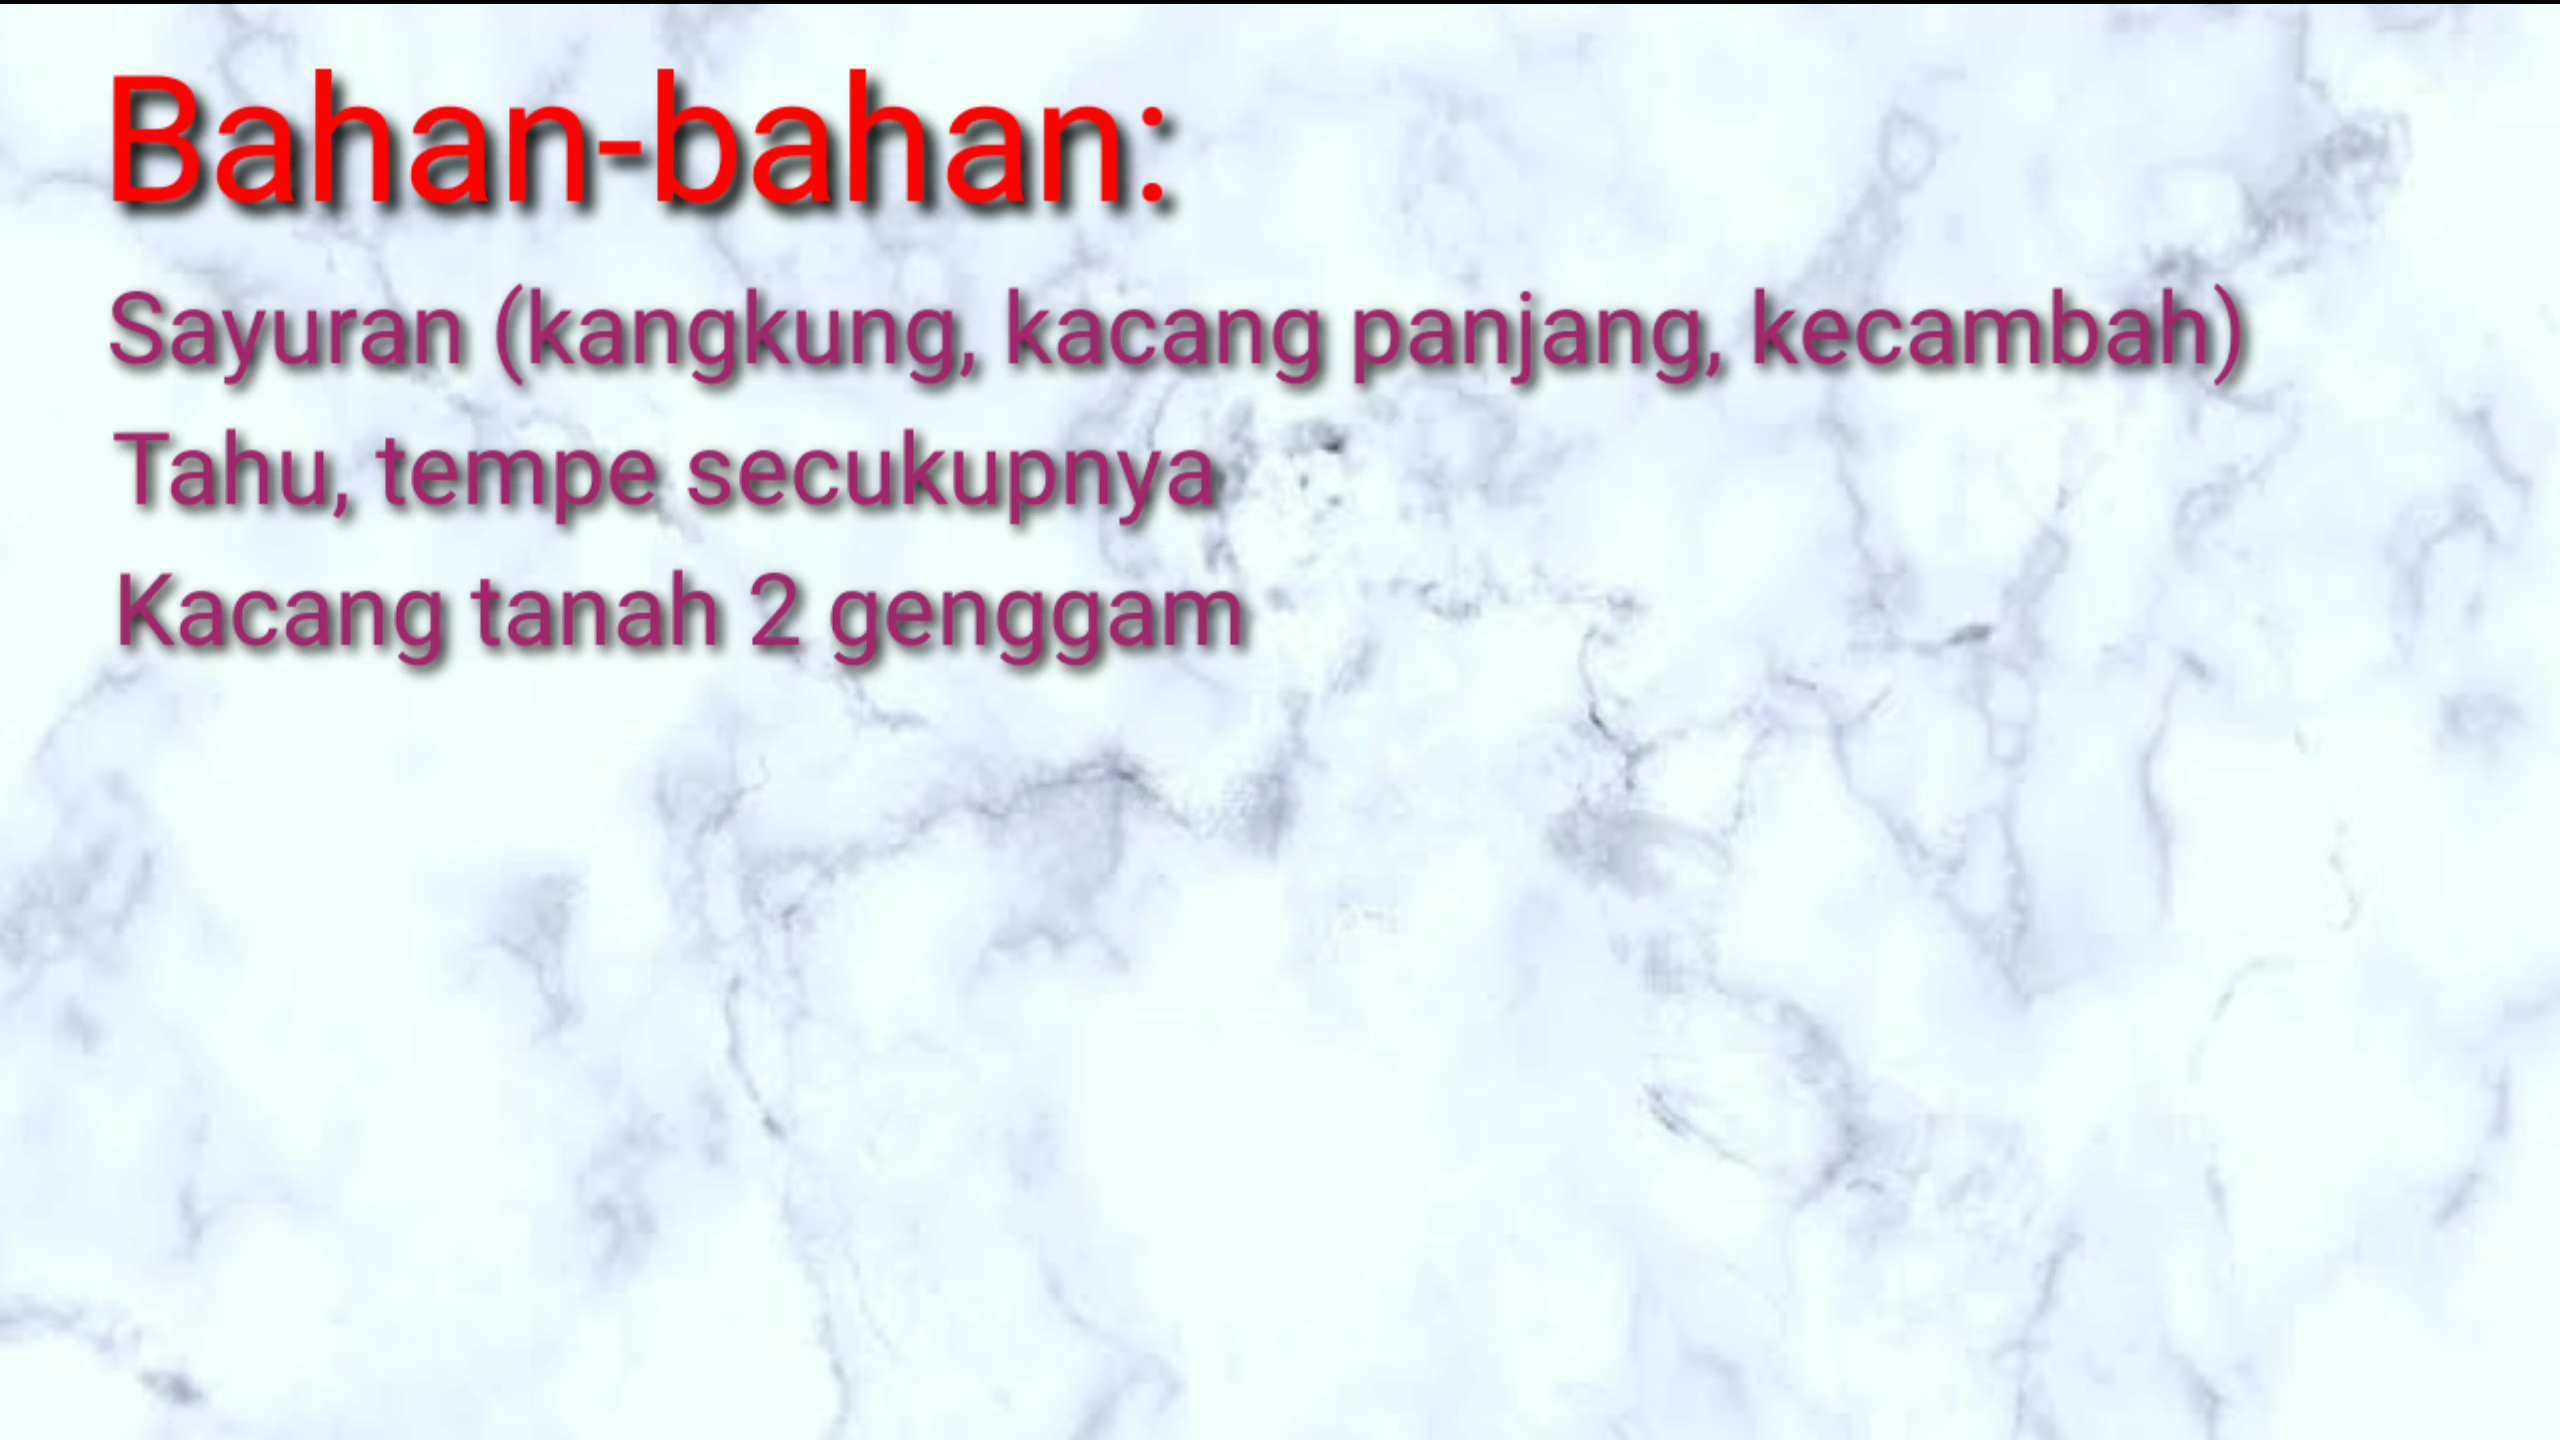 Bahan-bahan:
Sayuran (kangkung, kacang panjang, kecambah)
Tahu, tempe secukupnya
Kacang tanah 2 genggam